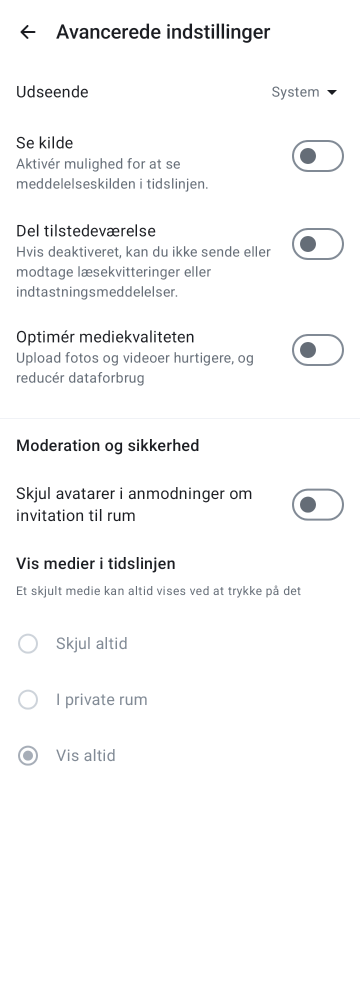 Avancerede indstillinger
Udseende
System
Se kilde
Aktivér mulighed for at se
meddelelseskilden i tidslinjen.
Del tilstedeværelse
Hvis deaktiveret, kan du ikke sende eller
modtage læsekvitteringer eller
indtastningsmeddelelser.
Optimér mediekvaliteten
Upload fotos og videoer hurtigere, og
reducér dataforbrug
Moderation og sikkerhed
Skjul avatarer i anmodninger om
invitation til rum
Vis medier i tidslinjen
Et skjult medie kan altid vises ved at trykke på det
Skjul altid
I private rum
Vis altid